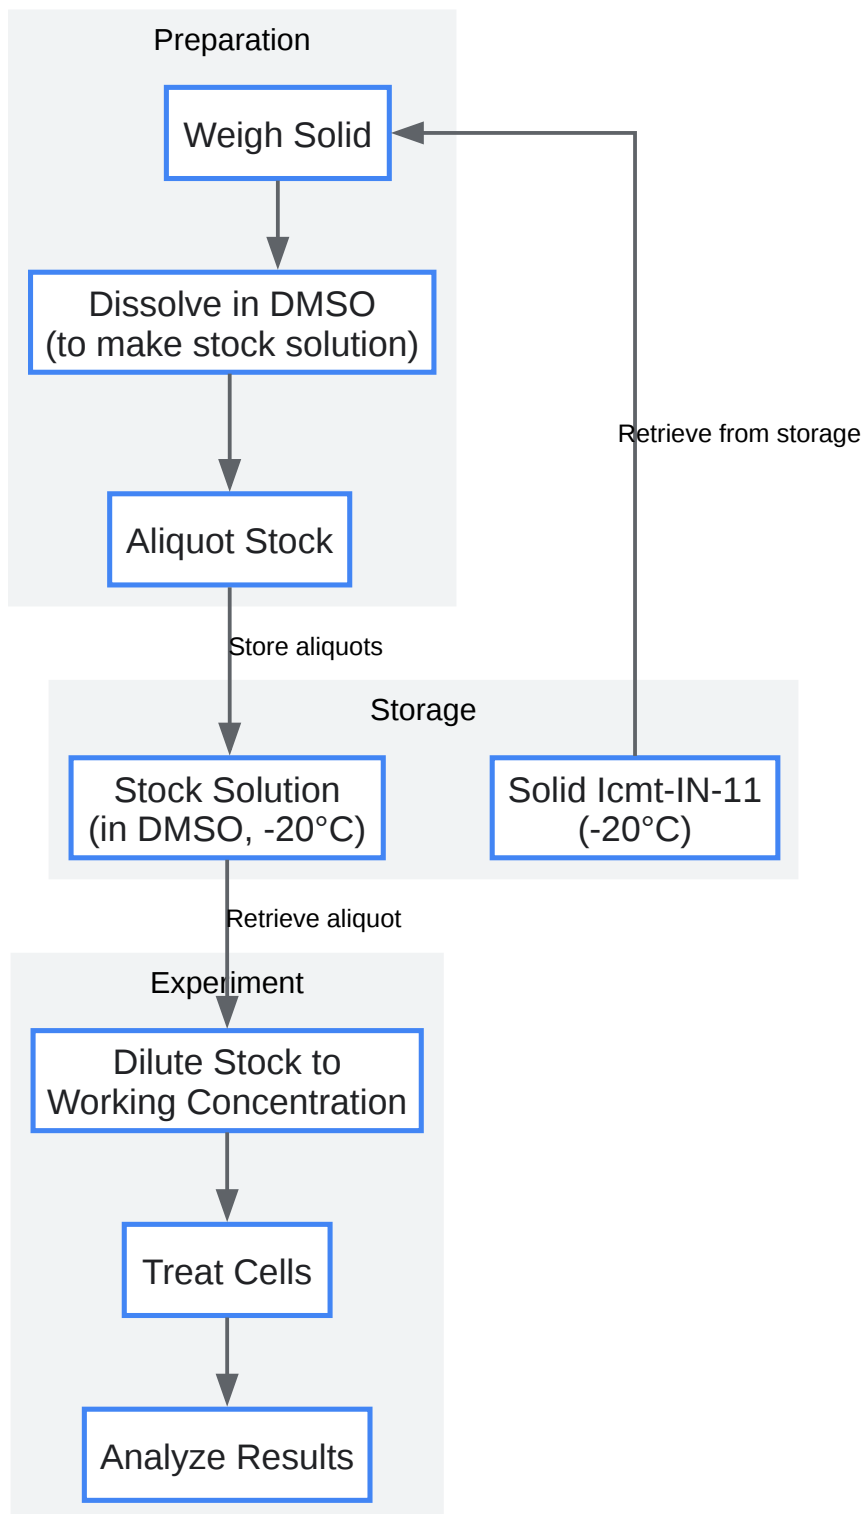 Preparation
Weigh Solid
Dissolve in DMSO
(to make stock solution)
Retrieve from storage
Aliquot Stock
Store aliquots
Storage
Stock Solution
(in DMSO, -20°C)
Solid Icmt-IN-11
(-20°C)
Retrieve aliquot
Experiment
Dilute Stock to
Working Concentration
Treat Cells
Analyze Results